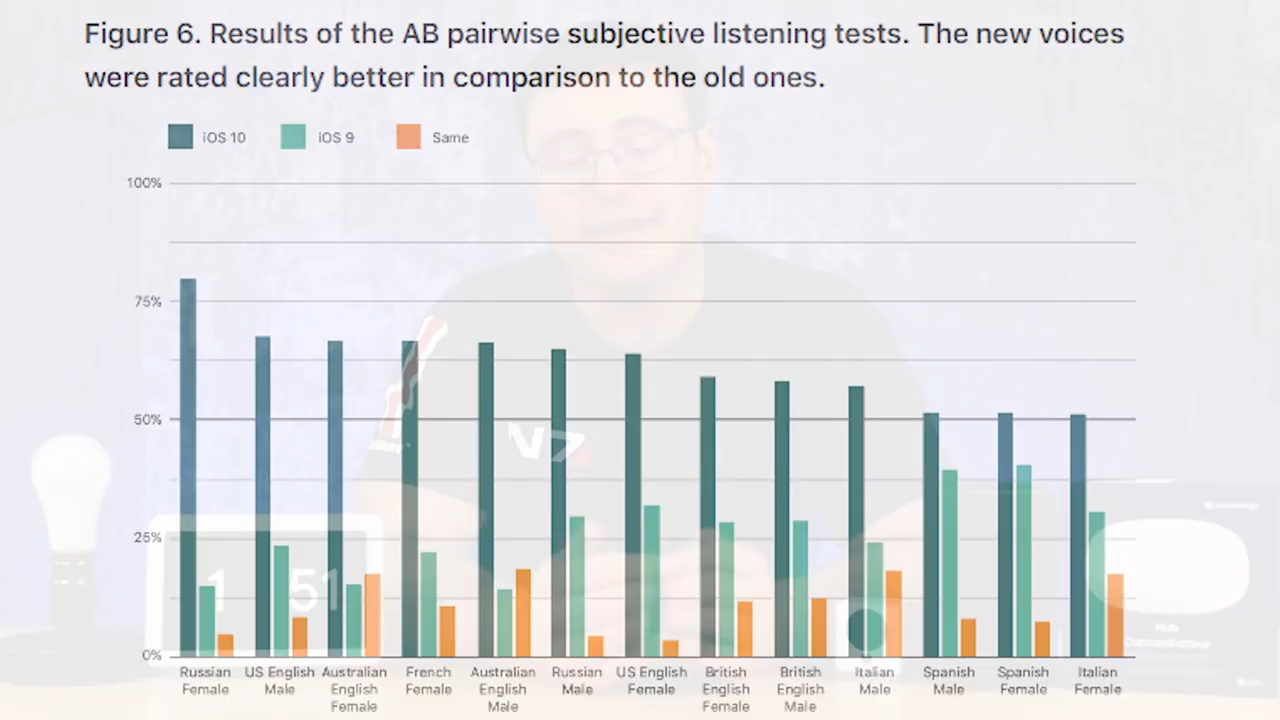 Figure 6. Results of the AB pairwise subjective listening tests. The new voices
were rated clearly better in comparison to the old ones.
iOS 10
iOS 9
Same
100%
75%
50%
25%
0%
N7
1 51
Russian
Female
US English
Male
Australian
English
Female
French
Female
Australian
English
Male
Russian
Male
US English
Female
British
English
Female
British
English
Male
Italian
Male
Spanish
Male
Spanish
Female
Italian
Female